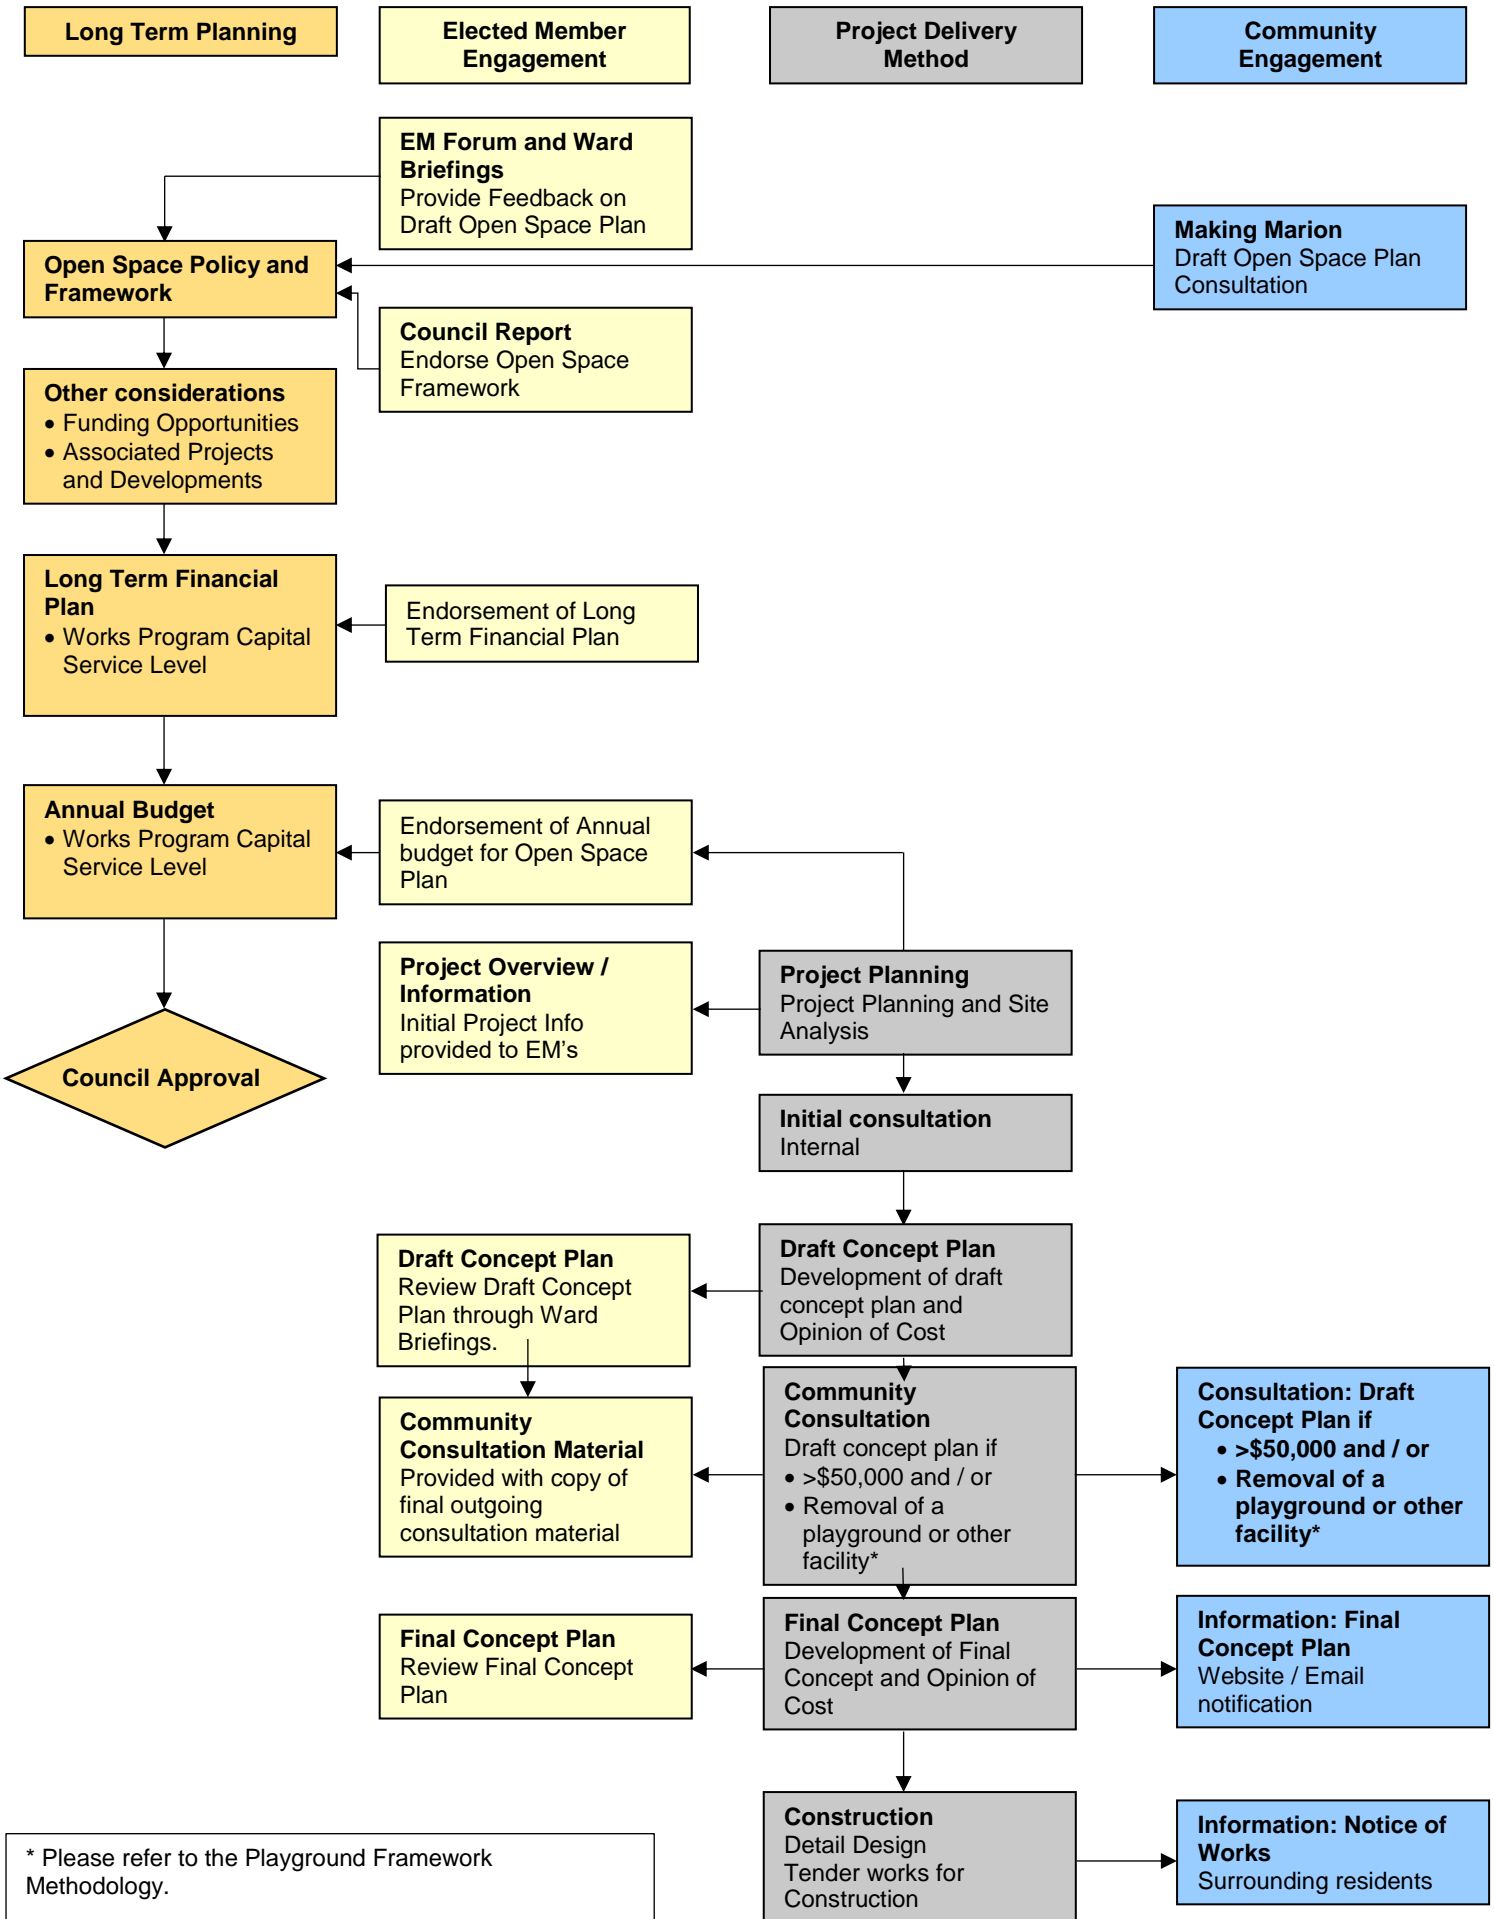 Long Term Planning
Elected Member
Engagement
Project Delivery
Method
Community
Engagement
EM Forum and Ward
Briefings
Provide Feedback on
Draft Open Space Plan
Making Marion
Draft Open Space Plan
Consultation
Open Space Policy and
Framework
Council Report
Endorse Open Space
Framework
Other considerations
• Funding Opportunities
• Associated Projects
and Developments
Long Term Financial
Plan
• Works Program Capital
Service Level
Endorsement of Long
Term Financial Plan
Annual Budget
• Works Program Capital
Service Level
Endorsement of Annual
budget for Open Space
Plan
Project Overview /
Information
Initial Project Info
provided to EM's
Project Planning
Project Planning and Site
Analysis
Council Approval
Initial consultation
Internal
Draft Concept Plan
Review Draft Concept
Plan through Ward
Briefings.
Draft Concept Plan
Development of draft
concept plan and
Opinion of Cost
Community
Consultation Material
Provided with copy of
final outgoing
consultation material
Community
Consultation
Draft concept plan if
• >$50,000 and / or
• Removal of a
playground or other
facility*
Consultation: Draft
Concept Plan if
• >$50,000 and / or
• Removal of a
playground or other
facility*
Final Concept Plan
Review Final Concept
Plan
Final Concept Plan
Development of Final
Concept and Opinion of
Cost
Information: Final
Concept Plan
Website / Email
notification
Construction
Detail Design
Tender works for
Construction
Information: Notice of
Works
Surrounding residents
* Please refer to the Playground Framework
Methodology.